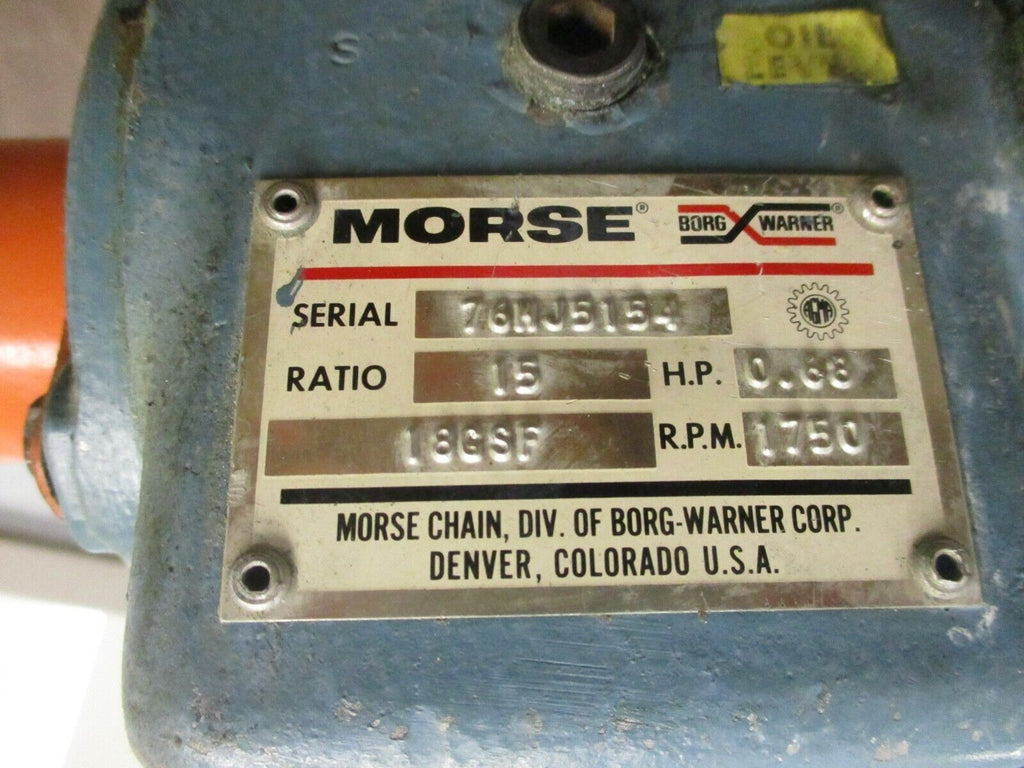 S
OIL
LEVEL
MORSE®
BORG WARNER®
SERIAL 76WJ5154
AGMA
RATIO 15 H.P. 0.68
18GSF R.P.M. 1750
MORSE CHAIN, DIV. OF BORG-WARNER CORP.
DENVER, COLORADO U.S.A.